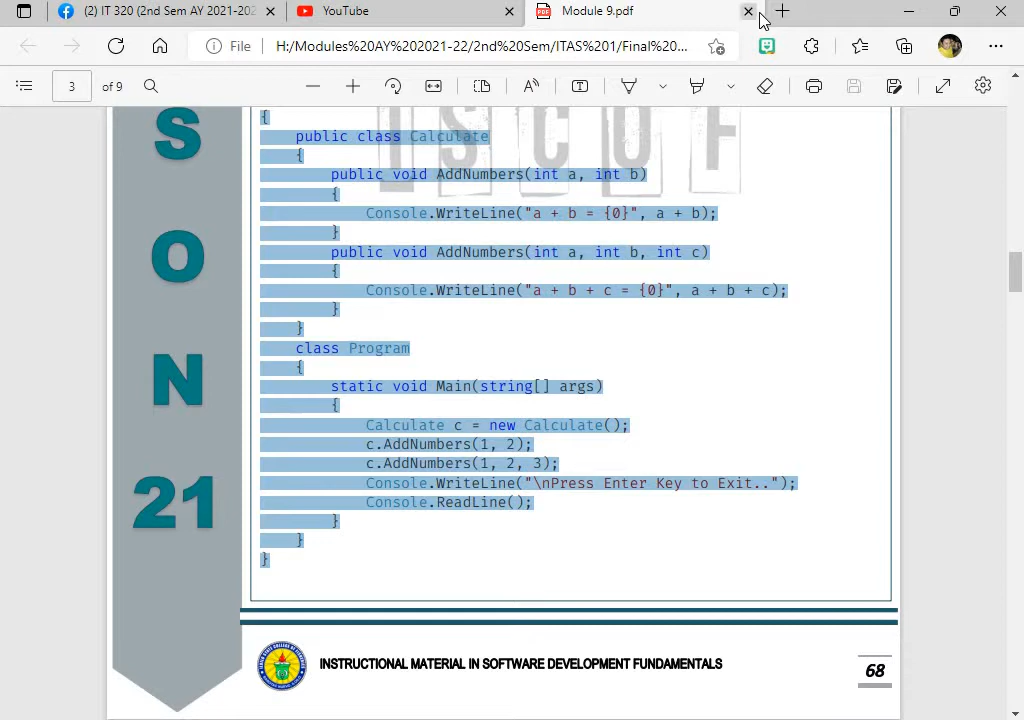 (2) IT 320 (2nd Sem AY 2021-202
YouTube
Module 9.pdf
File
H:/Modules%20AY%202021-22/2nd%20Sem/ITAS%201/Final%20...
3 of 9
{
public class Calculate
{
public void AddNumbers(int a, int b)
{
Console.WriteLine("a + b = {0}", a + b);
}
public void AddNumbers(int a, int b, int c)
{
Console.WriteLine("a + b + c = {0}", a + b + c);
}
}
class Program
{
static void Main(string[] args)
{
Calculate c = new Calculate();
c.AddNumbers(1, 2);
c.AddNumbers(1, 2, 3);
Console.WriteLine("\nPress Enter Key to Exit..");
Console.ReadLine();
}
}
}
S
O
N
21
ISCOF
INSTRUCTIONAL MATERIAL IN SOFTWARE DEVELOPMENT FUNDAMENTALS
68